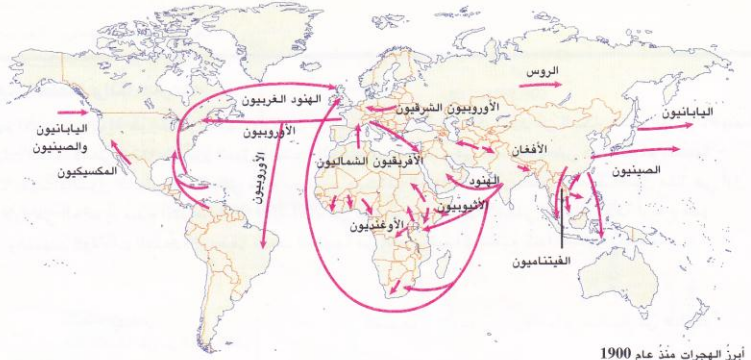 الروس
الهنود الغربيون
الأوروبيون الشرقيون
اليابانيون
اليابانيون
والصينيون
الأوروبيون
المكسيكيون
الأفريقيون الشماليون
الأفغان
الصينيون
الأوروبيون
الهنود
الأثيوبيون
الأوغنديون
الفيتناميون
أبرزُ الهجرات منذُ عام 1900